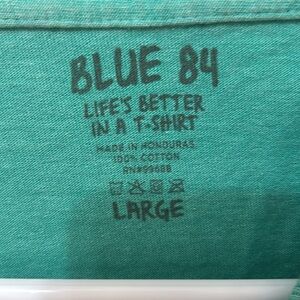 BLUE 84
LIFE'S BETTER
IN A T-SHIRT
MADE IN HONDURAS
100% COTTON
RN#99688
LARGE